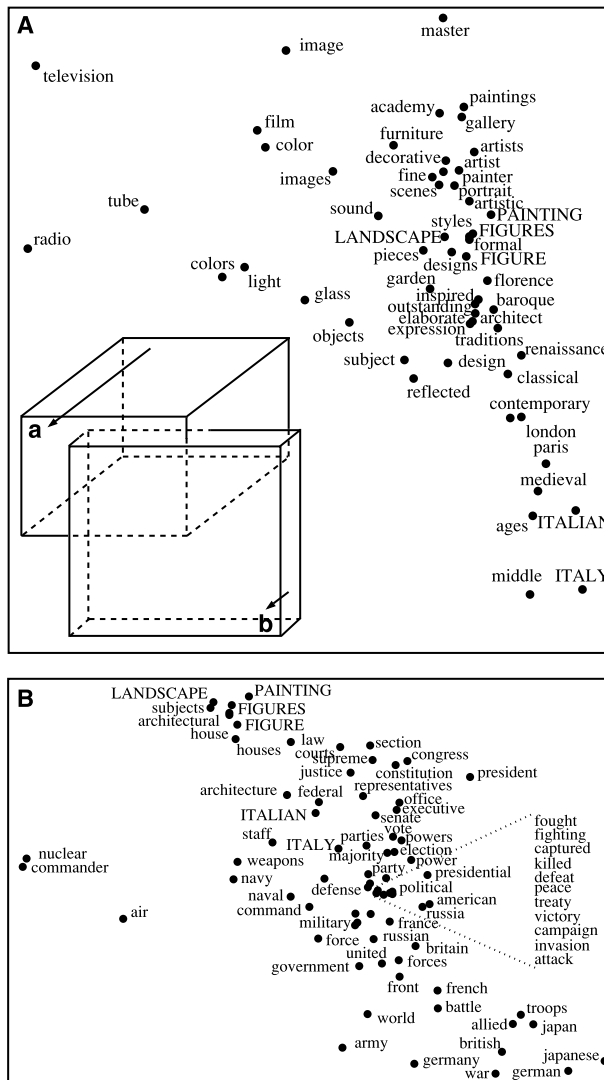 A
master
image
television
paintings
academy
gallery
film
furniture
color
artists
decorative
artist
images
fine
painter
scenes
portrait
tube
artistic
sound
PAINTING
styles
FIGURES
radio
LANDSCAPE
formal
pieces
FIGURE
colors
designs
light
garden
florence
glass
inspired
baroque
outstanding
elaborate
architect
objects
expression
traditions
renaissance
subject
design
classical
reflected
contemporary
a
london
paris
medieval
ages
ITALIAN
middle
ITALY
b
B
LANDSCAPE
PAINTING
subjects
FIGURES
architectural
FIGURE
house
houses
law
section
courts
supreme
congress
justice
constitution
president
representatives
architecture
federal
office
executive
ITALIAN
senate
fought
staff
vote
parties
powers
fighting
ITALY
captured
nuclear
majority
election
commander
weapons
power
killed
party
presidential
defeat
navy
defense
political
peace
naval
american
treaty
command
russia
victory
air
military
france
campaign
force
russian
invasion
united
britain
attack
government
forces
front
french
battle
troops
world
allied
japan
army
british
japanese
germany
war
german